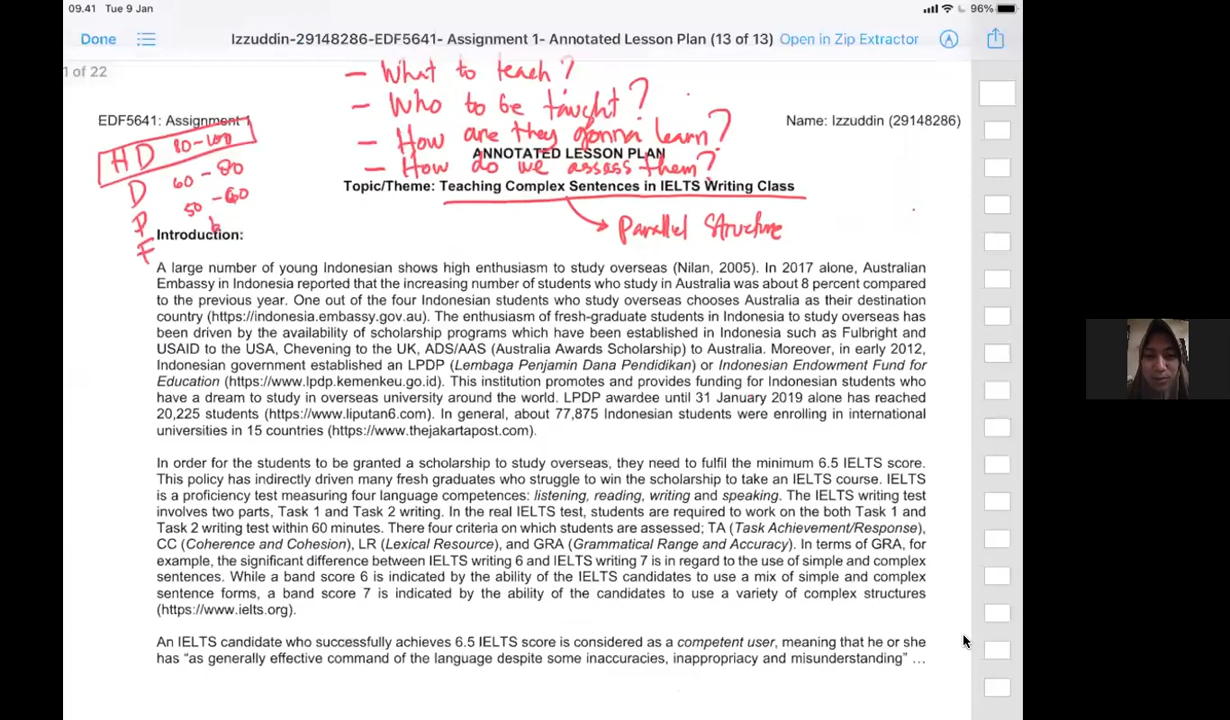 09.41 Tue 9 Jan
96%
Done
Izzuddin-29148286-EDF5641- Assignment 1- Annotated Lesson Plan (13 of 13)
Open in Zip Extractor
1 of 22
- What to teach?
- Who to be taught?
- How are they gonna learn?
- How do we assess them?
EDF5641: Assignment 1
Name: Izzuddin (29148286)
HD 80-100
D 60-80
P 50-60
F
ANNOTATED LESSON PLAN
Topic/Theme: Teaching Complex Sentences in IELTS Writing Class
Parallel Structure
Introduction:
A large number of young Indonesian shows high enthusiasm to study overseas (Nilan, 2005). In 2017 alone, Australian
Embassy in Indonesia reported that the increasing number of students who study in Australia was about 8 percent compared
to the previous year. One out of the four Indonesian students who study overseas chooses Australia as their destination
country (https://indonesia.embassy.gov.au). The enthusiasm of fresh-graduate students in Indonesia to study overseas has
been driven by the availability of scholarship programs which have been established in Indonesia such as Fulbright and
USAID to the USA, Chevening to the UK, ADS/AAS (Australia Awards Scholarship) to Australia. Moreover, in early 2012,
Indonesian government established an LPDP (Lembaga Penjamin Dana Pendidikan) or Indonesian Endowment Fund for
Education (https://www.lpdp.kemenkeu.go.id). This institution promotes and provides funding for Indonesian students who
have a dream to study in overseas university around the world. LPDP awardee until 31 January 2019 alone has reached
20,225 students (https://www.liputan6.com). In general, about 77,875 Indonesian students were enrolling in international
universities in 15 countries (https://www.thejakartapost.com).
In order for the students to be granted a scholarship to study overseas, they need to fulfil the minimum 6.5 IELTS score.
This policy has indirectly driven many fresh graduates who struggle to win the scholarship to take an IELTS course. IELTS
is a proficiency test measuring four language competences: listening, reading, writing and speaking. The IELTS writing test
involves two parts, Task 1 and Task 2 writing. In the real IELTS test, students are required to work on the both Task 1 and
Task 2 writing test within 60 minutes. There four criteria on which students are assessed; TA (Task Achievement/Response),
CC (Coherence and Cohesion), LR (Lexical Resource), and GRA (Grammatical Range and Accuracy). In terms of GRA, for
example, the significant difference between IELTS writing 6 and IELTS writing 7 is in regard to the use of simple and complex
sentences. While a band score 6 is indicated by the ability of the IELTS candidates to use a mix of simple and complex
sentence forms, a band score 7 is indicated by the ability of the candidates to use a variety of complex structures
(https://www.ielts.org).
An IELTS candidate who successfully achieves 6.5 IELTS score is considered as a competent user, meaning that he or she
has “as generally effective command of the language despite some inaccuracies, inappropriacy and misunderstanding” ...